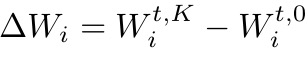 ΔW_i = W_i^{t,K} − W_i^{t,0}